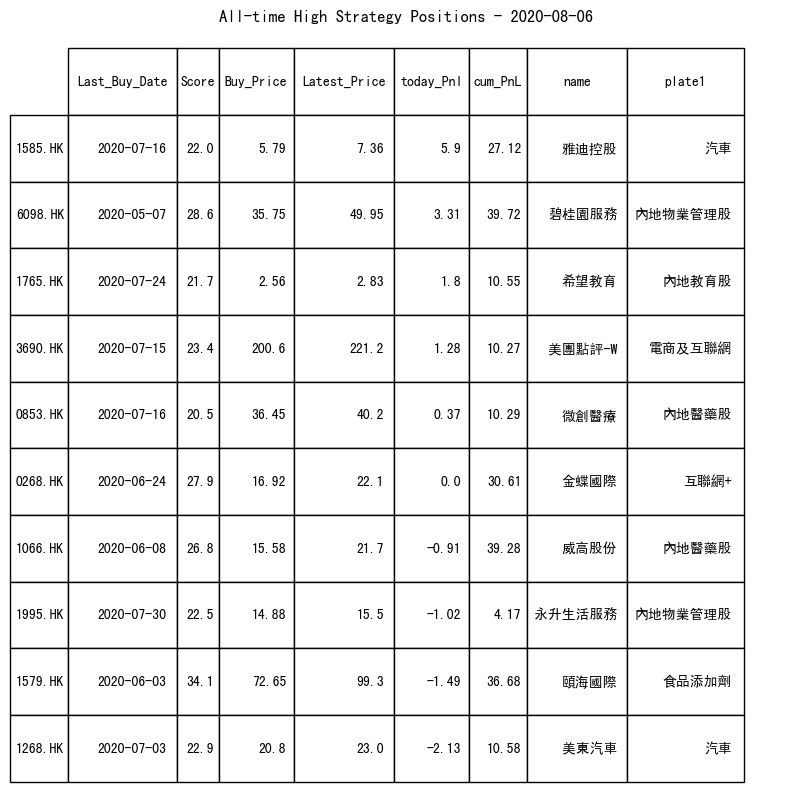 All-time High Strategy Positions - 2020-08-06
Last_Buy_Date Score Buy_Price Latest_Price today_Pnl cum_PnL name plate1
1585.HK 2020-07-16 22.0 5.79 7.36 5.9 27.12 雅迪控股 汽車
6098.HK 2020-05-07 28.6 35.75 49.95 3.31 39.72 碧桂園服務 內地物業管理股
1765.HK 2020-07-24 21.7 2.56 2.83 1.8 10.55 希望教育 內地教育股
3690.HK 2020-07-15 23.4 200.6 221.2 1.28 10.27 美團點評-W 電商及互聯網
0853.HK 2020-07-16 20.5 36.45 40.2 0.37 10.29 微創醫療 內地醫藥股
0268.HK 2020-06-24 27.9 16.92 22.1 0.0 30.61 金蝶國際 互聯網+
1066.HK 2020-06-08 26.8 15.58 21.7 -0.91 39.28 威高股份 內地醫藥股
1995.HK 2020-07-30 22.5 14.88 15.5 -1.02 4.17 永升生活服務 內地物業管理股
1579.HK 2020-06-03 34.1 72.65 99.3 -1.49 36.68 頤海國際 食品添加劑
1268.HK 2020-07-03 22.9 20.8 23.0 -2.13 10.58 美東汽車 汽車